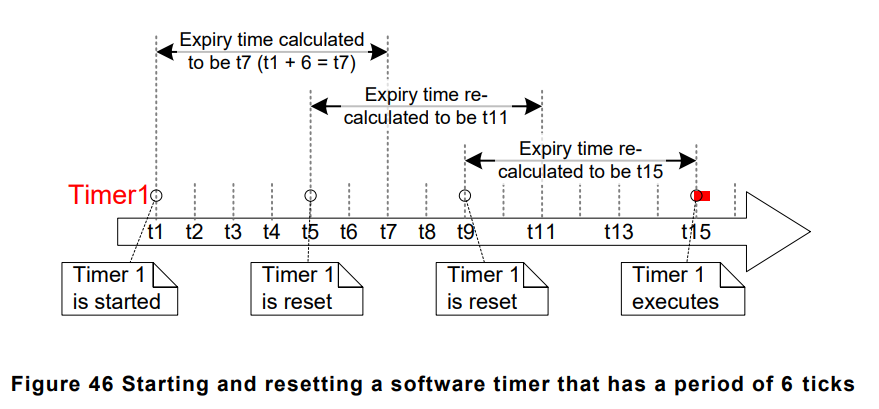 Expiry time calculated
to be t7 (t1 + 6 = t7)
Expiry time re-
calculated to be t11
Expiry time re-
calculated to be t15
Timer1
t1 t2 t3 t4 t5 t6 t7 t8 t9 t11 t13 t15
Timer 1
is started
Timer 1
is reset
Timer 1
is reset
Timer 1
executes
Figure 46 Starting and resetting a software timer that has a period of 6 ticks